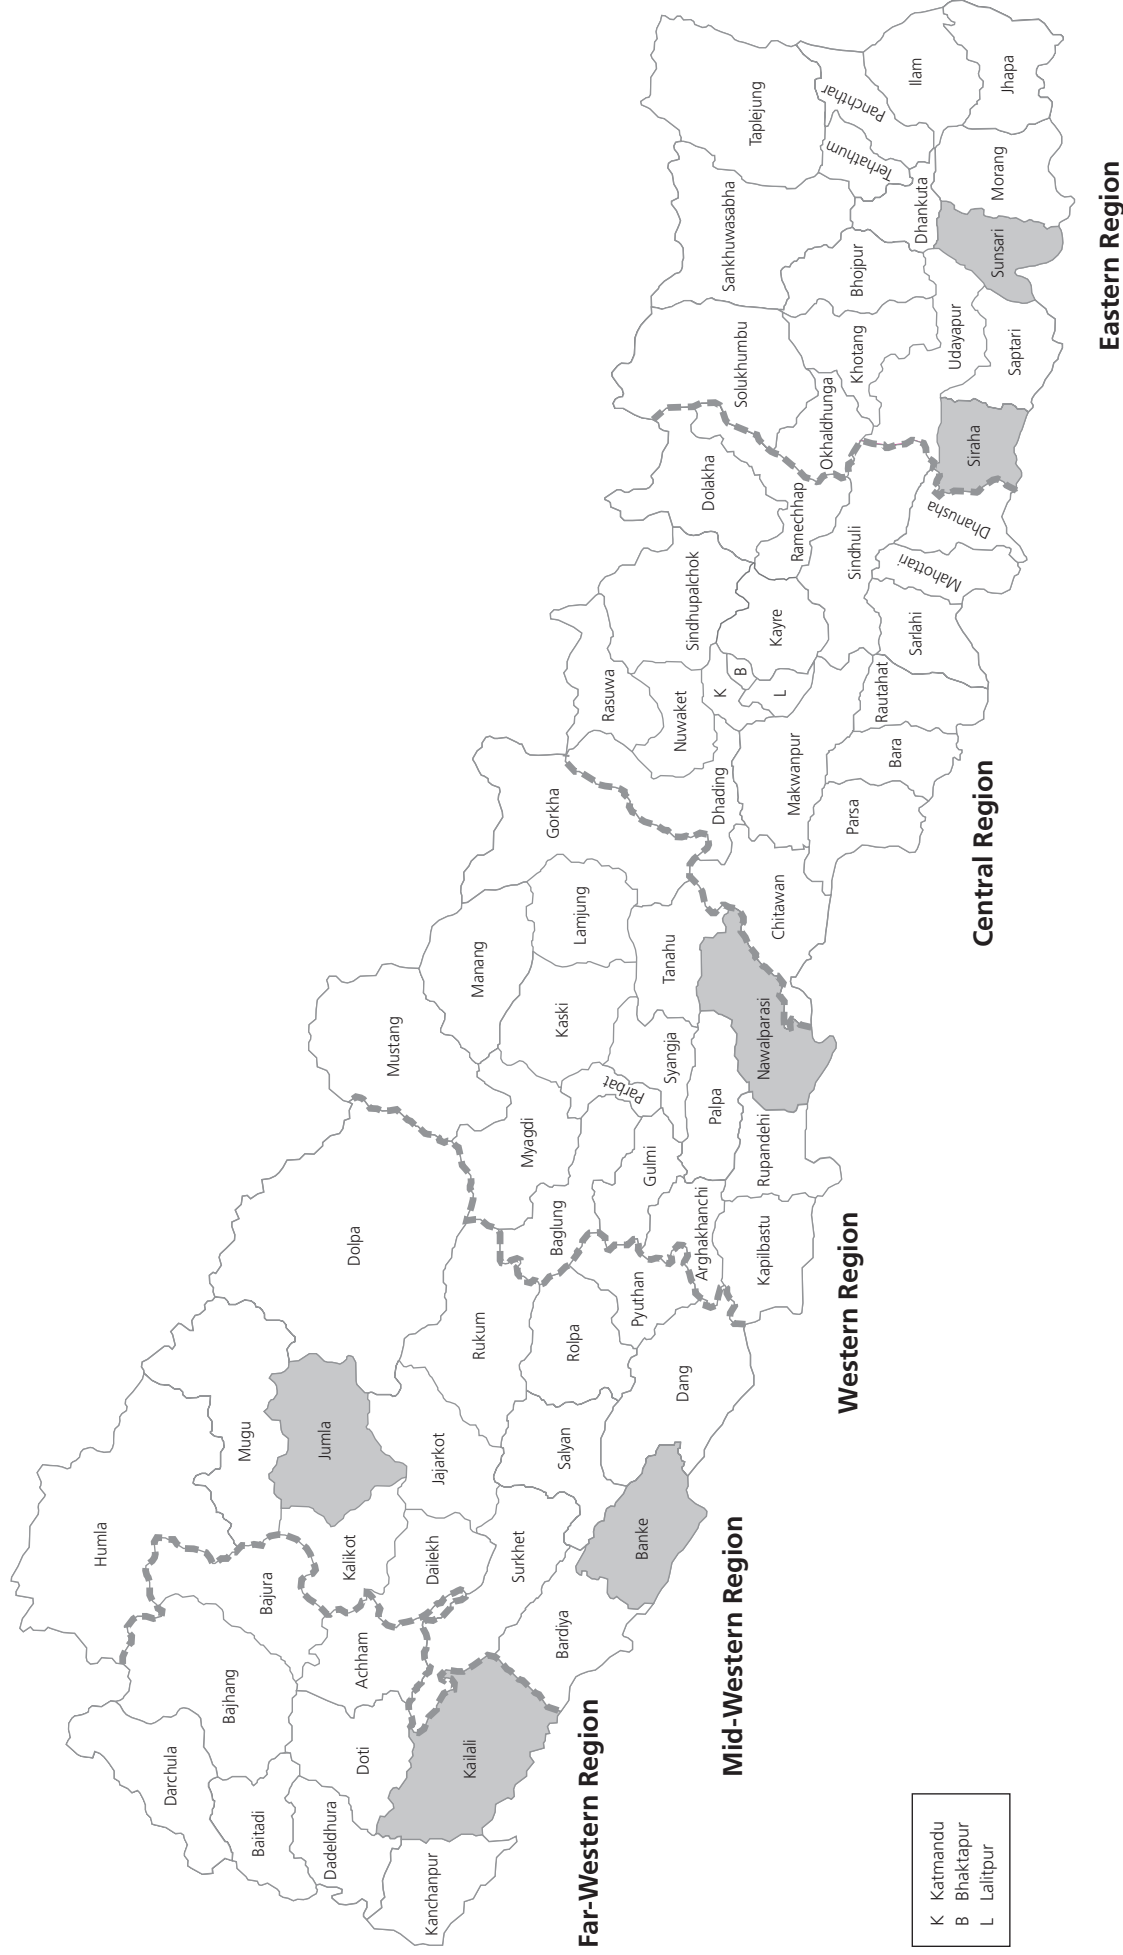 Humla
Darchula
Bajhang
Bajura
Mugu
Jumla
Dolpa
Baitadi
Dadeldhura
Doti
Achham
Kalikot
Dailekh
Jajarkot
Rukum
Kanchanpur
Kailali
Surkhet
Salyan
Rolpa
Bardiya
Banke
Dang
Pyuthan
Far-Western Region
Mid-Western Region
Mustang
Manang
Gorkha
Myagdi
Kaski
Lamjung
Baglung
Parbat
Gulmi
Syangja
Tanahu
Arghakhanchi
Palpa
Nawalparasi
Kapilbastu
Rupandehi
Western Region
Rasuwa
Nuwaket
Sindhupalchok
Dolakha
Dhading
K
B
L
Kayre
Ramechhap
Chitawan
Makwanpur
Sindhuli
Parsa
Bara
Rautahat
Sarlahi
Mahottari
Dhanusha
Central Region
Taplejung
Sankhuwasabha
Solukhumbu
Panchthar
Terhathum
Okhaldhunga
Khotang
Bhojpur
Dhankuta
Ilam
Udayapur
Siraha
Saptari
Sunsari
Morang
Jhapa
Eastern Region
K Katmandu
B Bhaktapur
L Lalitpur